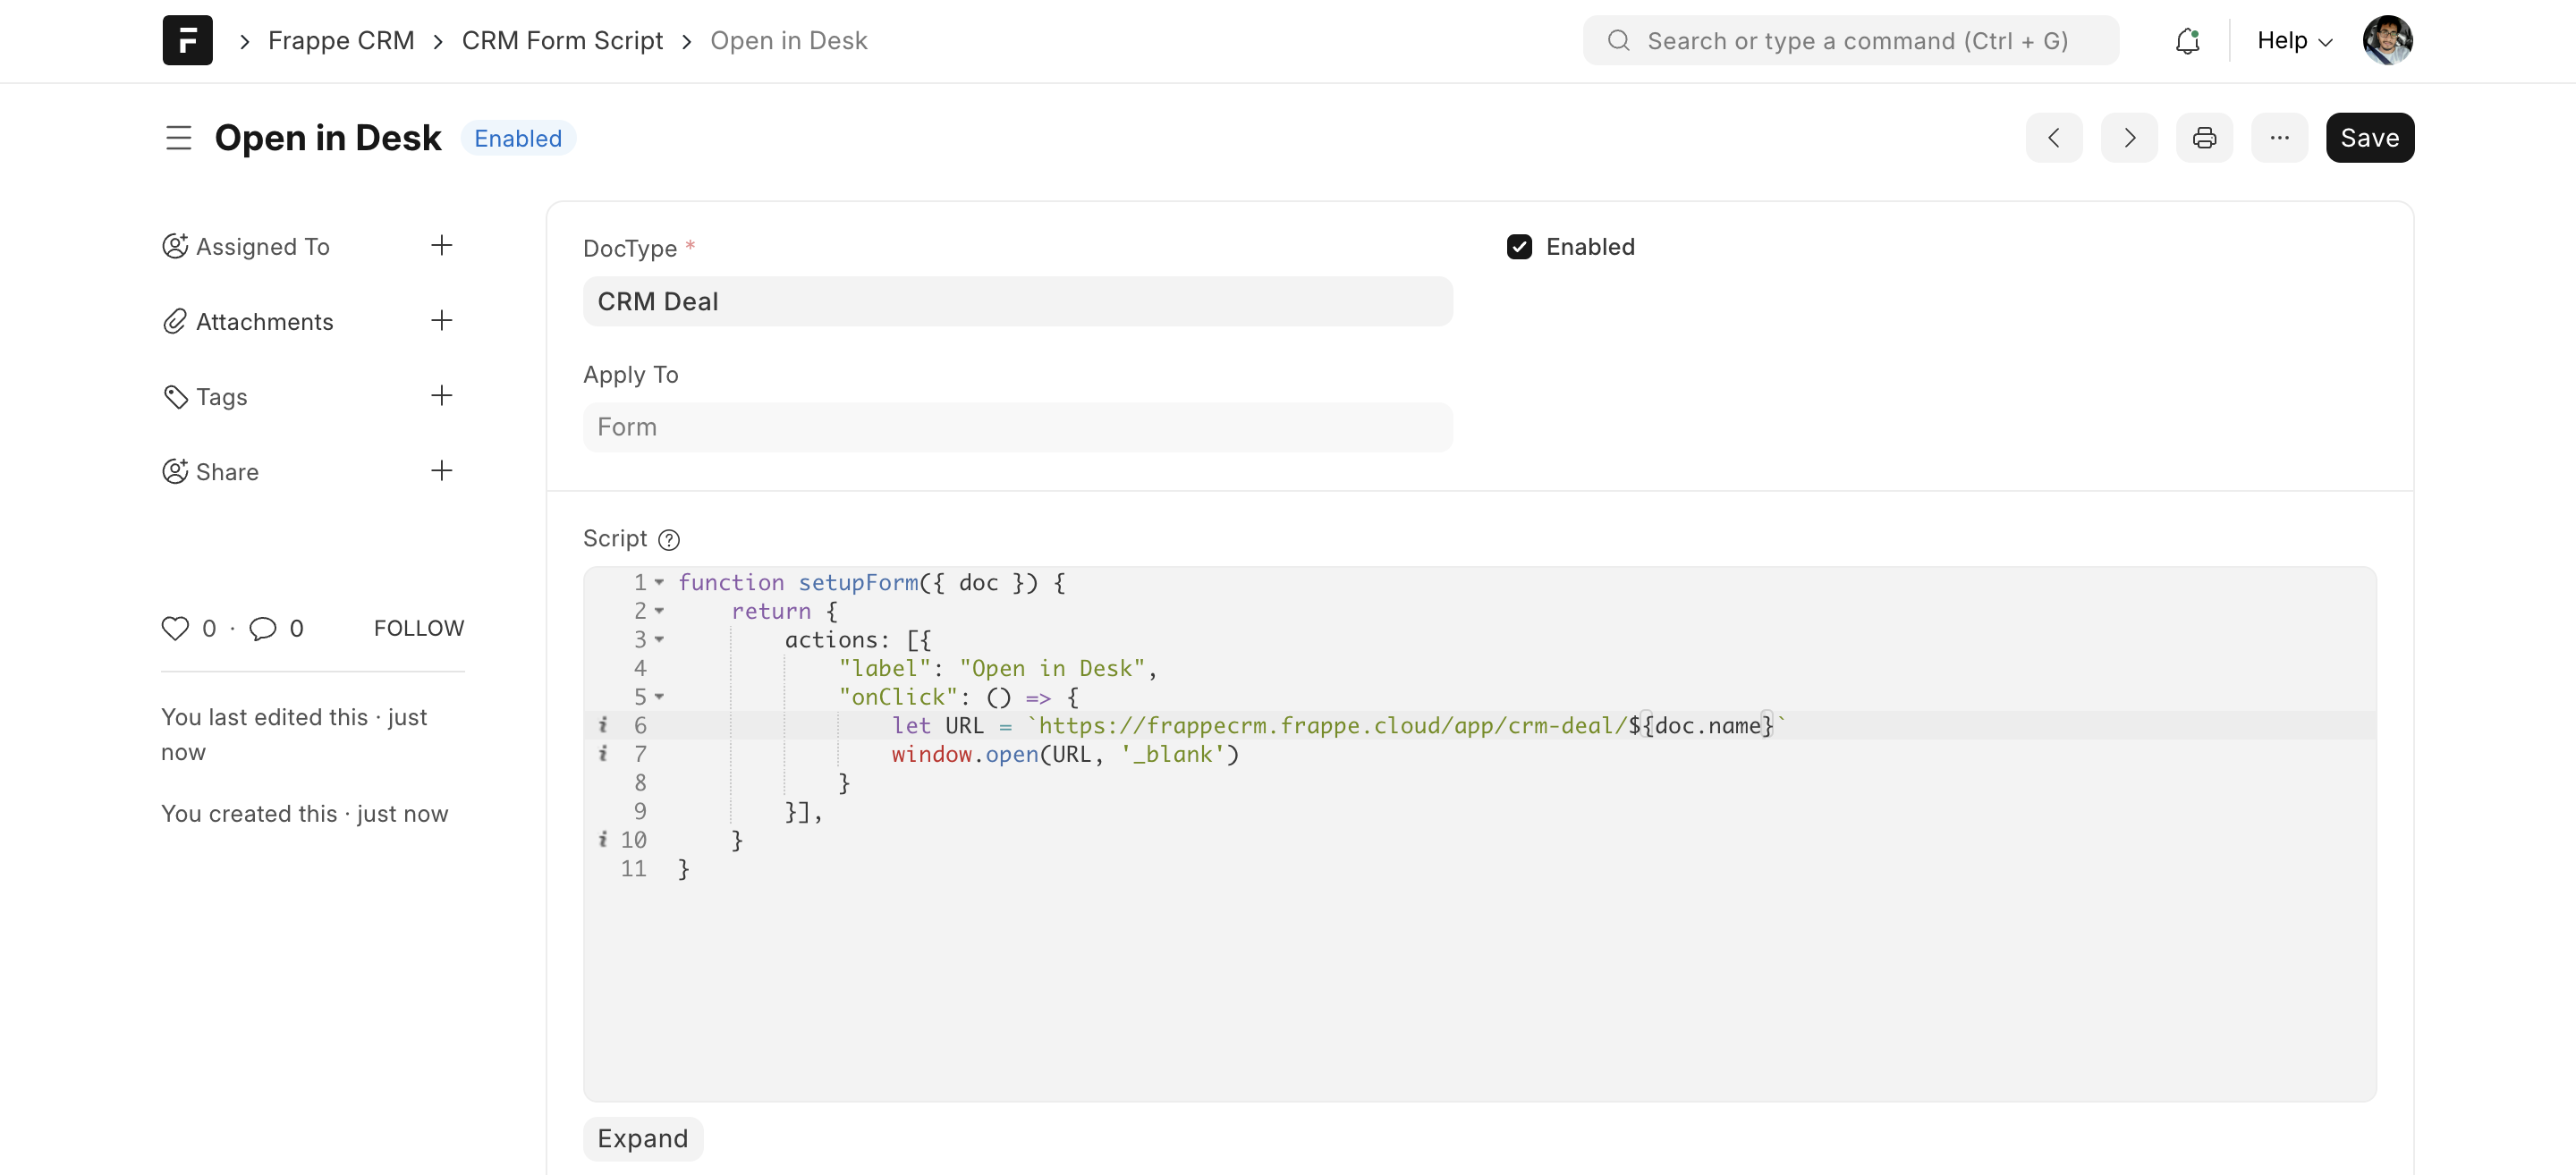 F Frappe CRM CRM Form Script Open in Desk Search or type a command (Ctrl + G) Help
Open in Desk Enabled Save
Assigned To
Attachments
Tags
Share
0 · 0 FOLLOW
You last edited this · just
now
You created this · just now
DocType *
CRM Deal
Enabled
Apply To
Form
Script ?
1 function setupForm({ doc }) {
2     return {
3         actions: [{
4             "label": "Open in Desk",
5             "onClick": () => {
i 6                 let URL = `https://frappecrm.frappe.cloud/app/crm-deal/${doc.name}`
i 7                 window.open(URL, '_blank')
8             }
9         }],
i 10     }
11 }
Expand